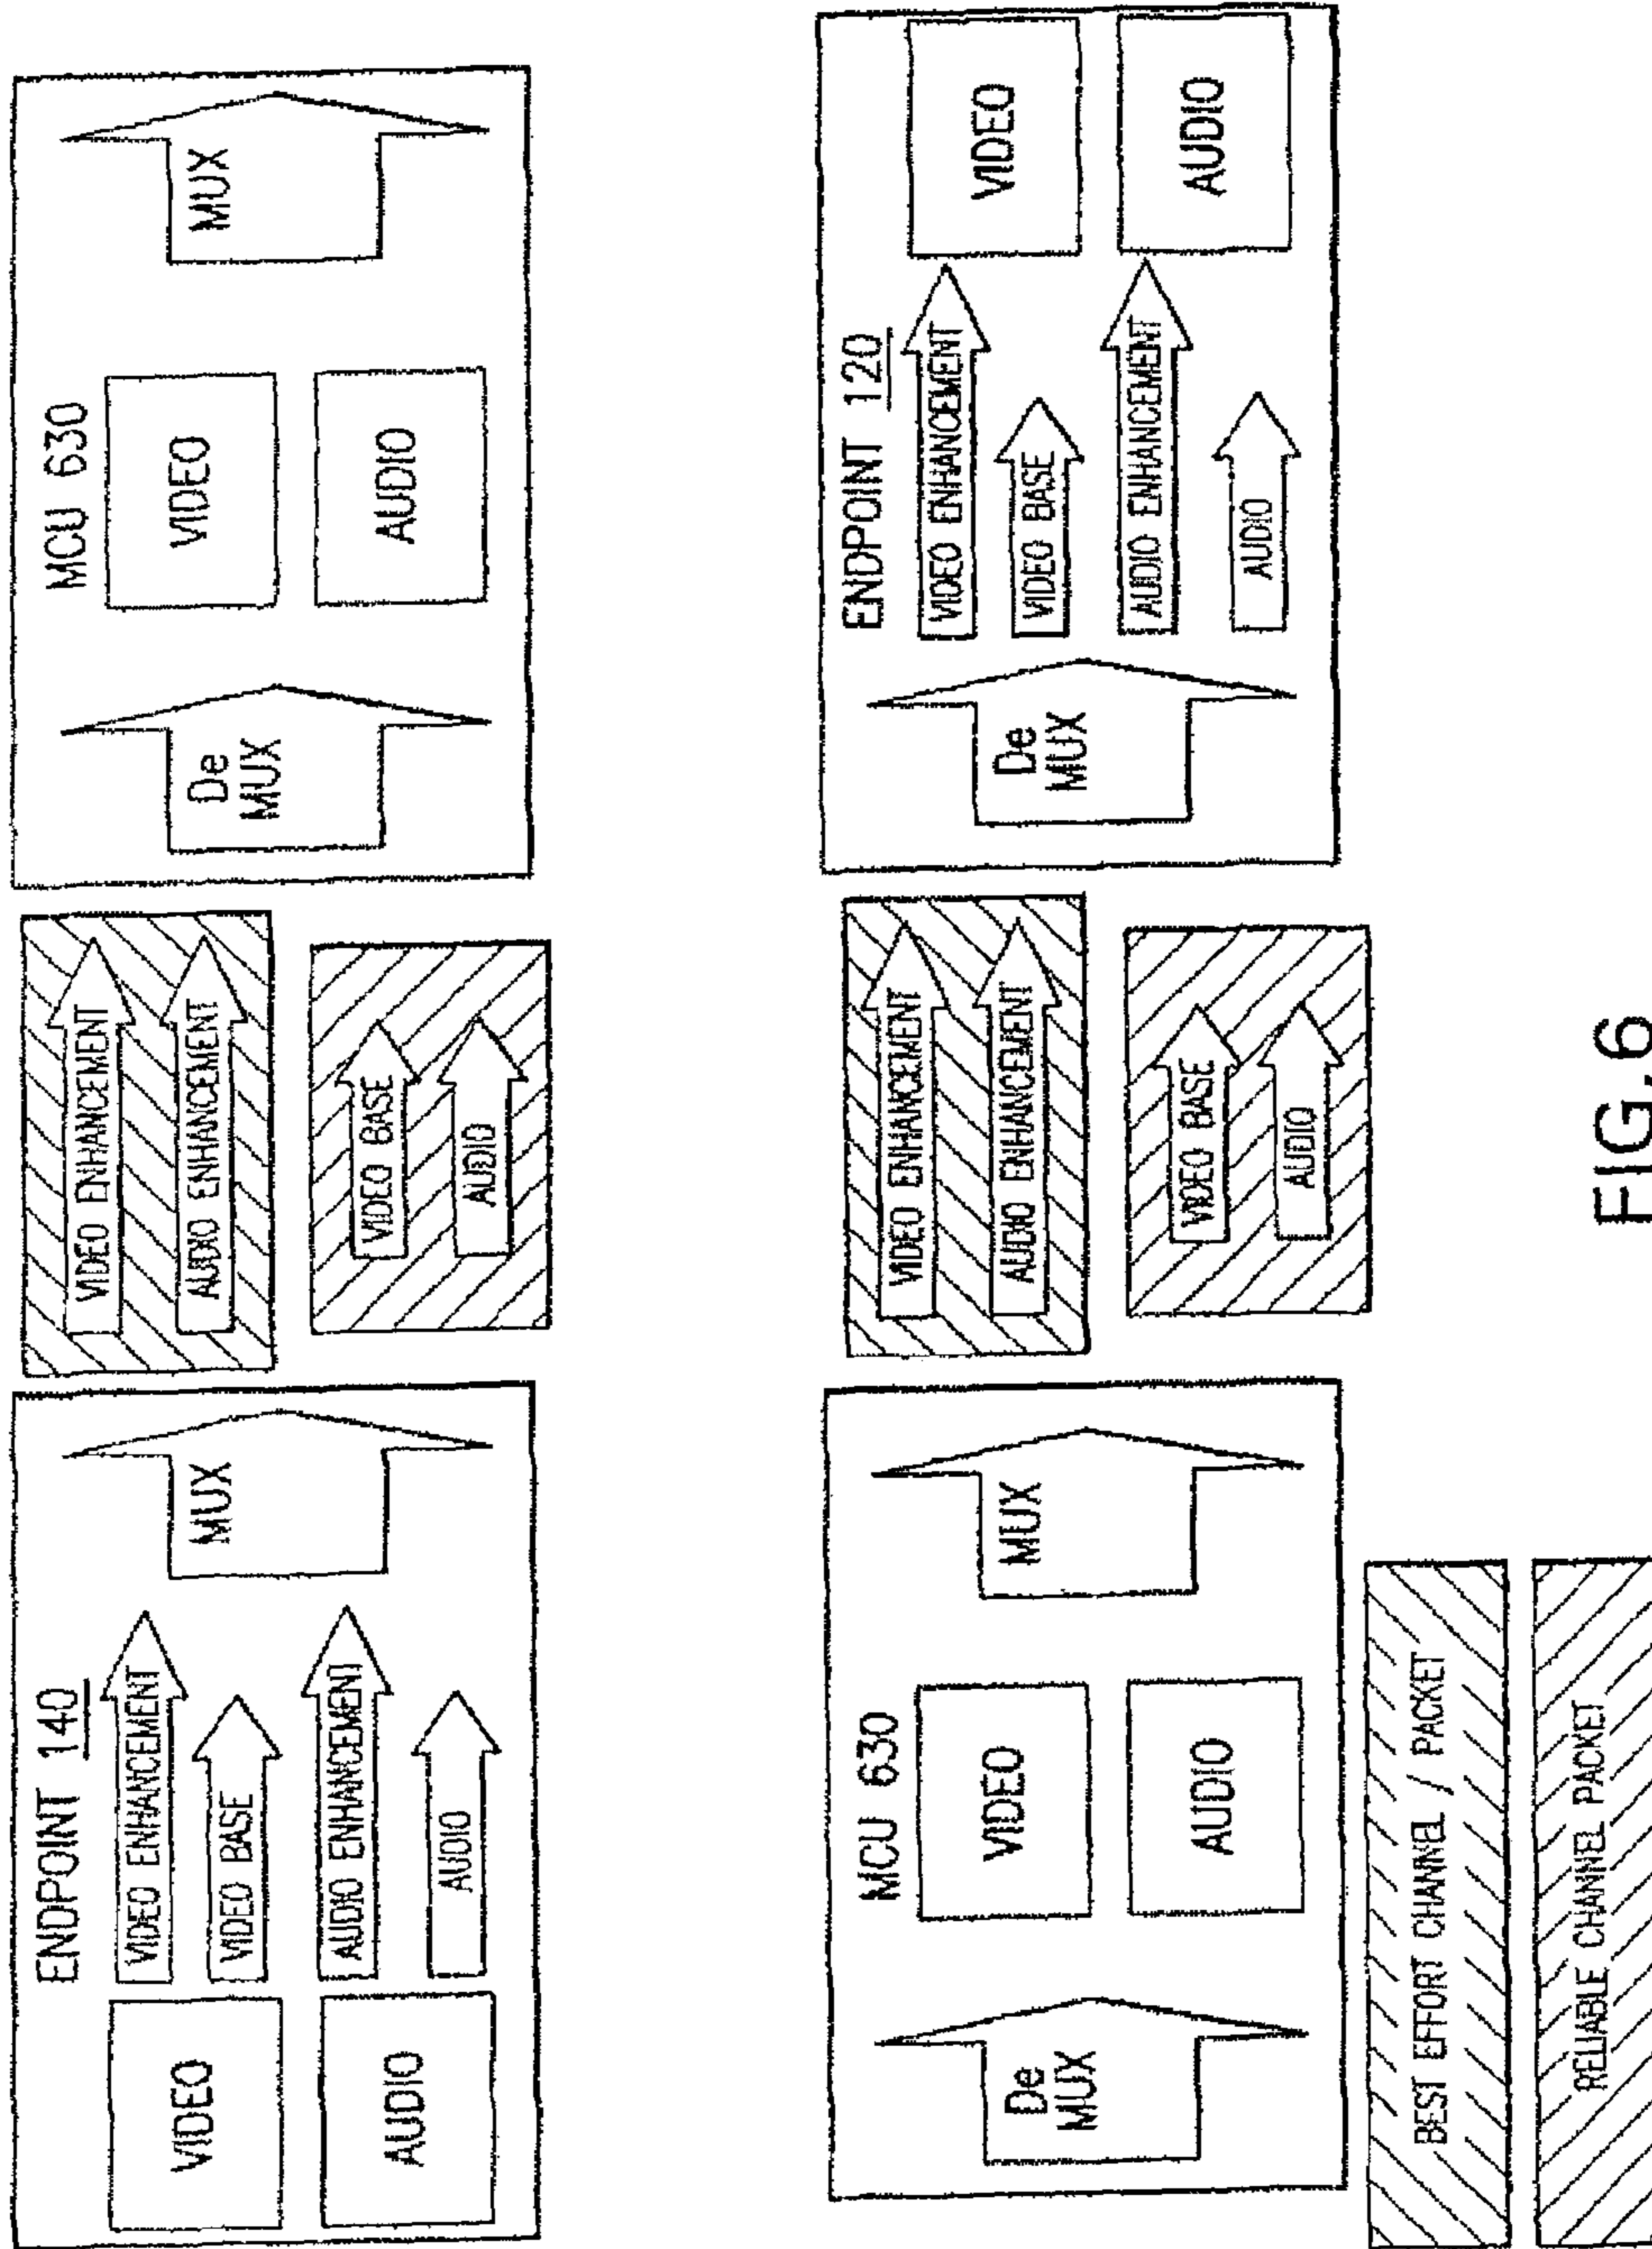 ENDPOINT 140
VIDEO
AUDIO
VIDEO ENHANCEMENT
VIDEO BASE
AUDIO ENHANCEMENT
AUDIO
MUX
VIDEO ENHANCEMENT
AUDIO ENHANCEMENT
VIDEO BASE
AUDIO
MCU 630
De
MUX
VIDEO
AUDIO
MUX
MCU 630
De
MUX
VIDEO
AUDIO
MUX
VIDEO ENHANCEMENT
AUDIO ENHANCEMENT
VIDEO BASE
AUDIO
ENDPOINT 120
De
MUX
VIDEO ENHANCEMENT
VIDEO BASE
AUDIO ENHANCEMENT
AUDIO
VIDEO
AUDIO
BEST EFFORT CHANNEL / PACKET
RELIABLE CHANNEL PACKET
FIG.6